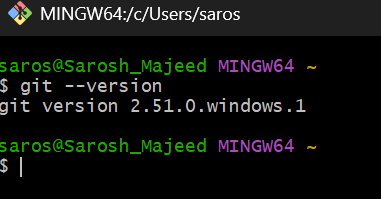 MINGW64:/c/Users/saros
saros@Sarosh_Majeed MINGW64 ~
$ git --version
git version 2.51.0.windows.1
saros@Sarosh_Majeed MINGW64 ~
$